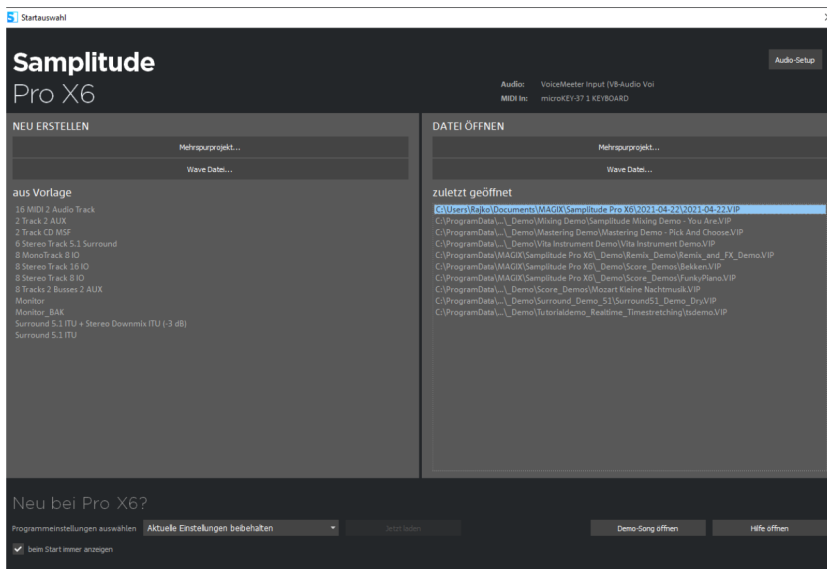 Startauswahl
Samplitude
Pro X6
Audio-Setup
Audio: VoiceMeeter Input (VB-Audio Voi
MIDI In: microKEY-37 1 KEYBOARD
NEU ERSTELLEN
Mehrspurprojekt...
Wave Datei...
aus Vorlage
16 MIDI 2 Audio Track
2 Track 2 AUX
2 Track CD MSF
6 Stereo Track 5.1 Surround
8 MonoTrack 8 IO
8 Stereo Track 16 IO
8 Stereo Track 8 IO
8 Tracks 2 Busses 2 AUX
Monitor
Monitor_BAK
Surround 5.1 ITU + Stereo Downmix ITU (-3 dB)
Surround 5.1 ITU
DATEI ÖFFNEN
Mehrspurprojekt...
Wave Datei...
zuletzt geöffnet
C:\Users\Rajko\Documents\MAGIX\Samplitude Pro X6\2021-04-22\2021-04-22.VIP
C:\ProgramData\...\_Demo\Mixing Demo\Samplitude Mixing Demo - You Are.VIP
C:\ProgramData\...\_Demo\Mastering Demo\Mastering Demo - Pick And Choose.VIP
C:\ProgramData\...\_Demo\Vita Instrument Demo\Vita Instrument Demo.VIP
C:\ProgramData\MAGIX\Samplitude Pro X6\_Demo\Remix_Demo\Remix_and_FX_Demo.VIP
C:\ProgramData\MAGIX\Samplitude Pro X6\_Demo\Score_Demos\Bekken.VIP
C:\ProgramData\MAGIX\Samplitude Pro X6\_Demo\Score_Demos\FunkyPiano.VIP
C:\ProgramData\...\_Demo\Score_Demos\Mozart Kleine Nachtmusik.VIP
C:\ProgramData\...\_Demo\Surround_Demo_51\Surround51_Demo_Dry.VIP
C:\ProgramData\...\_Demo\Tutorialdemo_Realtime_Timestretching\tsdemo.VIP
Neu bei Pro X6?
Programmeinstellungen auswählen Aktuelle Einstellungen beibehalten Jetzt laden Demo-Song öffnen Hilfe öffnen
beim Start immer anzeigen